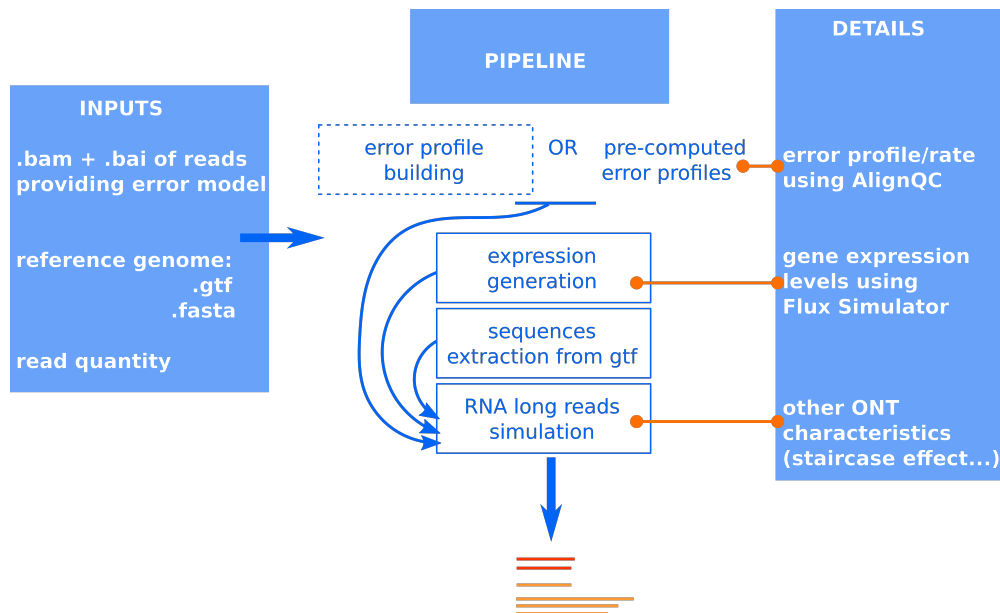 INPUTS
.bam + .bai of reads
providing error model
reference genome:
.gtf
.fasta
read quantity
PIPELINE
error profile
building
OR
pre-computed
error profiles
expression
generation
sequences
extraction from gtf
RNA long reads
simulation
DETAILS
error profile/rate
using AlignQC
gene expression
levels using
Flux Simulator
other ONT
characteristics
(staircase effect...)